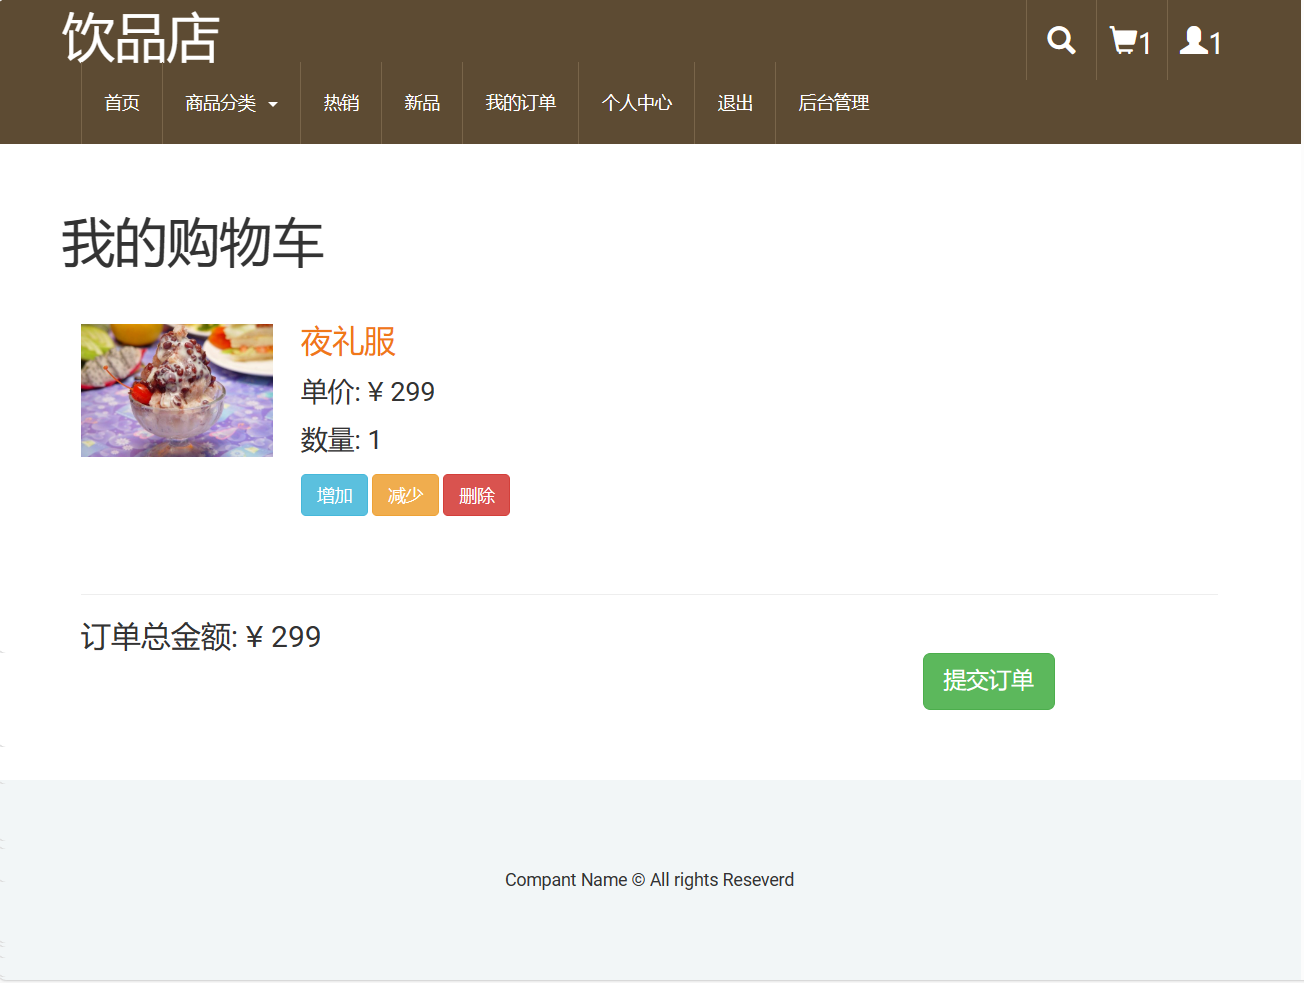 饮品店
1
1
首页 商品分类 热销 新品 我的订单 个人中心 退出 后台管理
我的购物车
夜礼服
单价: ¥ 299
数量: 1
增加 减少 删除
订单总金额: ¥ 299
提交订单
Compant Name © All rights Reseverd